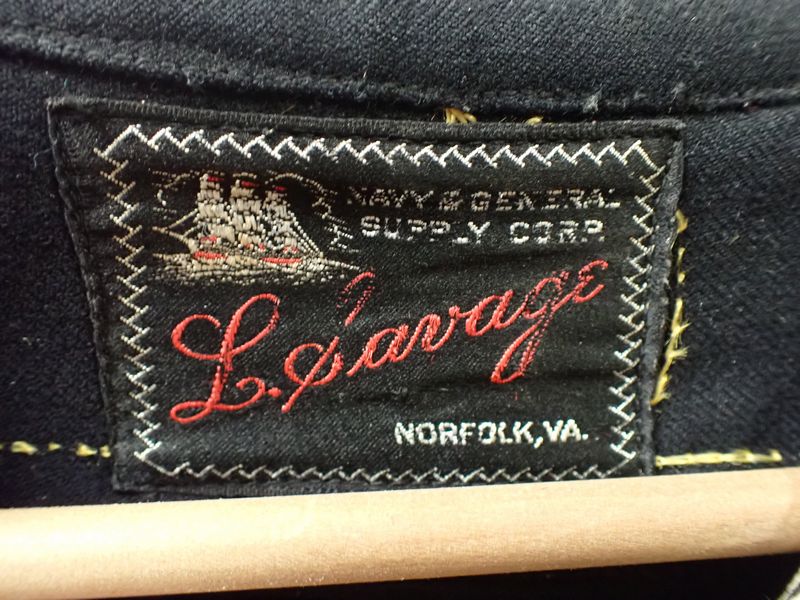 NAVY & GENERAL
SUPPLY CORP.
L. Savage
NORFOLK, VA.